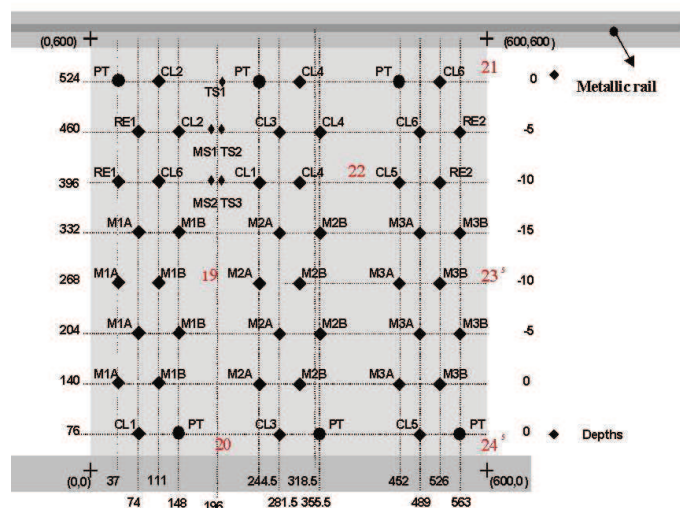 (0,600) (600,600)
524 PT CL2 TS1 PT CL4 PT CL6 21 0 Metallic rail
460 RE1 CL2 MS1 TS2 CL3 CL4 CL6 RE2 -5
396 RE1 CL6 MS2 TS3 CL1 CL4 22 CL5 RE2 -10
332 M1A M1B M2A M2B M3A M3B -15
268 M1A M1B 19 M2A M2B M3A M3B 23 s -10
204 M1A M1B M2A M2B M3A M3B -5
140 M1A M1B M2A M2B M3A M3B 0
76 CL1 PT 20 CL3 PT CL5 PT 24 s 0 Depths
(0,0) 37 111 244.5 318.5 452 526 (600,0)
74 148 196 281.5 355.5 489 563